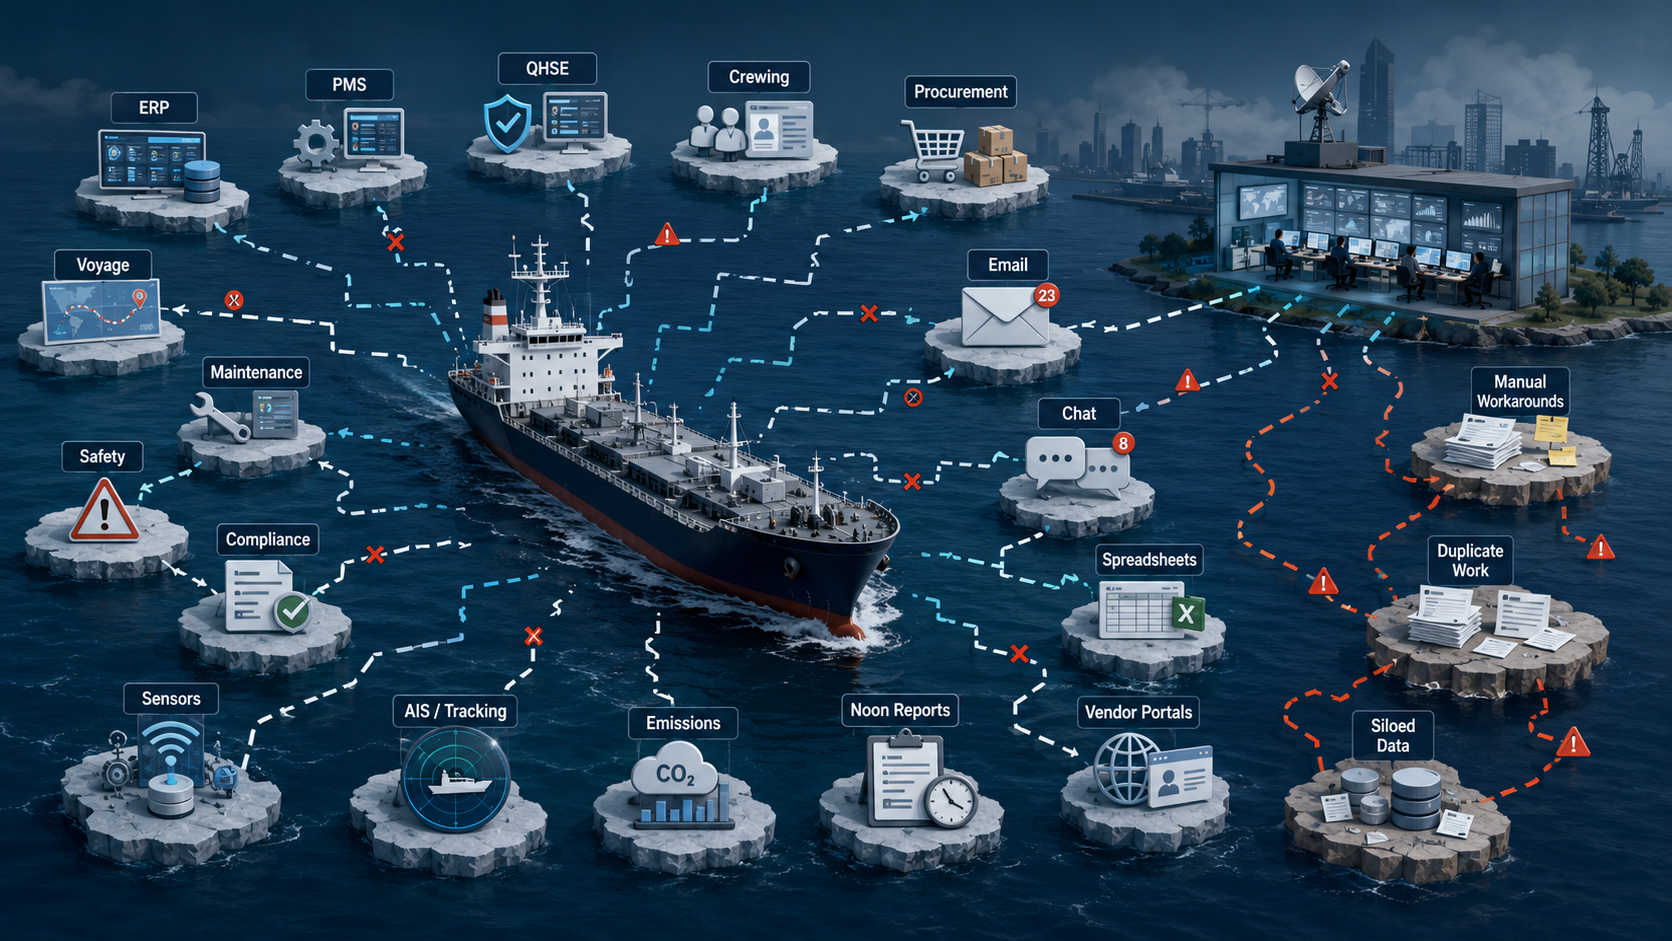 QHSE
Crewing
PMS
Procurement
ERP
Voyage
Email
23
Maintenance
Manual
Workarounds
Chat
8
Safety
Compliance
Spreadsheets
X
Duplicate
Work
Sensors
AIS / Tracking
Emissions
CO₂
Noon Reports
Vendor Portals
Siloed
Data